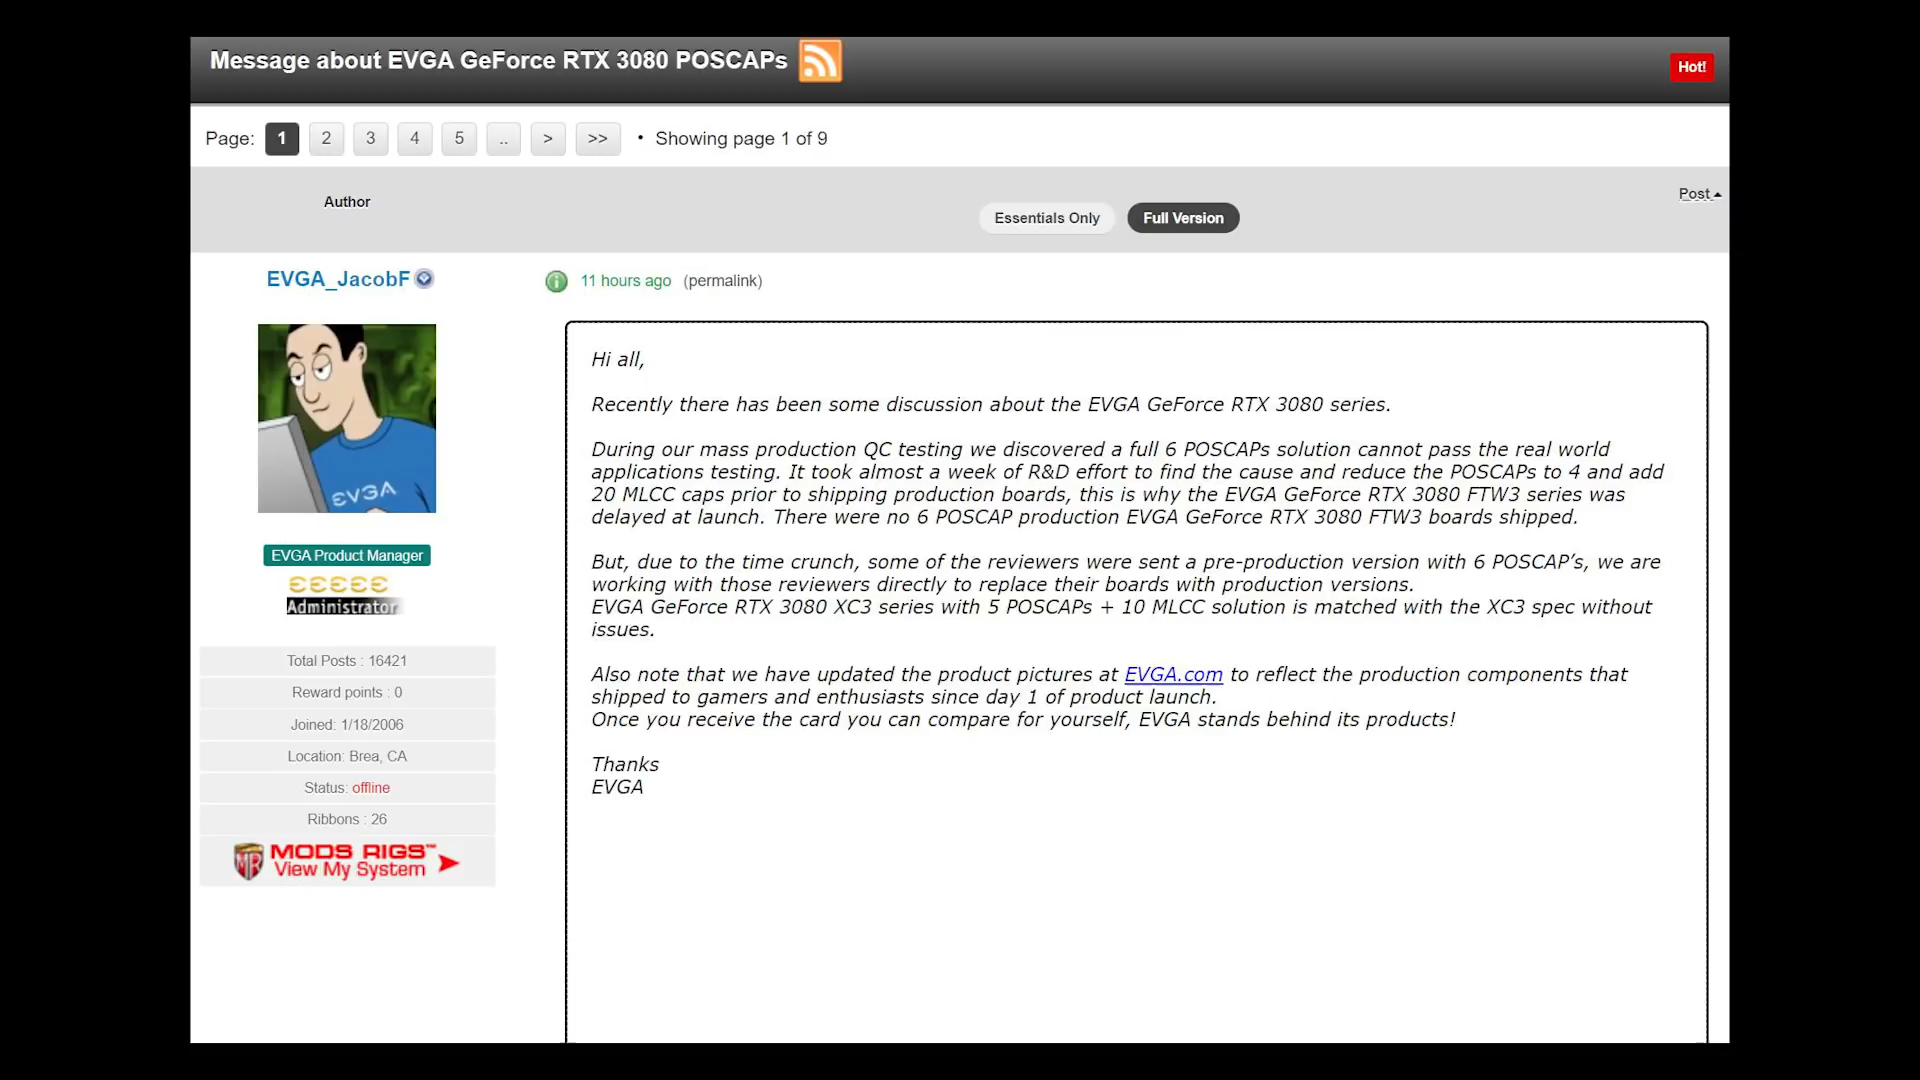 Message about EVGA GeForce RTX 3080 POSCAPs
Hot!
Page: 1 2 3 4 5 .. > >> • Showing page 1 of 9
Author
Post
Essentials Only Full Version
EVGA_JacobF
11 hours ago (permalink)
EVGA
EVGA Product Manager
Administrator
Total Posts : 16421
Reward points : 0
Joined: 1/18/2006
Location: Brea, CA
Status: offline
Ribbons : 26
MR
MODS RIGS™
View My System
Hi all,
Recently there has been some discussion about the EVGA GeForce RTX 3080 series.
During our mass production QC testing we discovered a full 6 POSCAPs solution cannot pass the real world
applications testing. It took almost a week of R&D effort to find the cause and reduce the POSCAPs to 4 and add
20 MLCC caps prior to shipping production boards, this is why the EVGA GeForce RTX 3080 FTW3 series was
delayed at launch. There were no 6 POSCAP production EVGA GeForce RTX 3080 FTW3 boards shipped.
But, due to the time crunch, some of the reviewers were sent a pre-production version with 6 POSCAP’s, we are
working with those reviewers directly to replace their boards with production versions.
EVGA GeForce RTX 3080 XC3 series with 5 POSCAPs + 10 MLCC solution is matched with the XC3 spec without
issues.
Also note that we have updated the product pictures at EVGA.com to reflect the production components that
shipped to gamers and enthusiasts since day 1 of product launch.
Once you receive the card you can compare for yourself, EVGA stands behind its products!
Thanks
EVGA